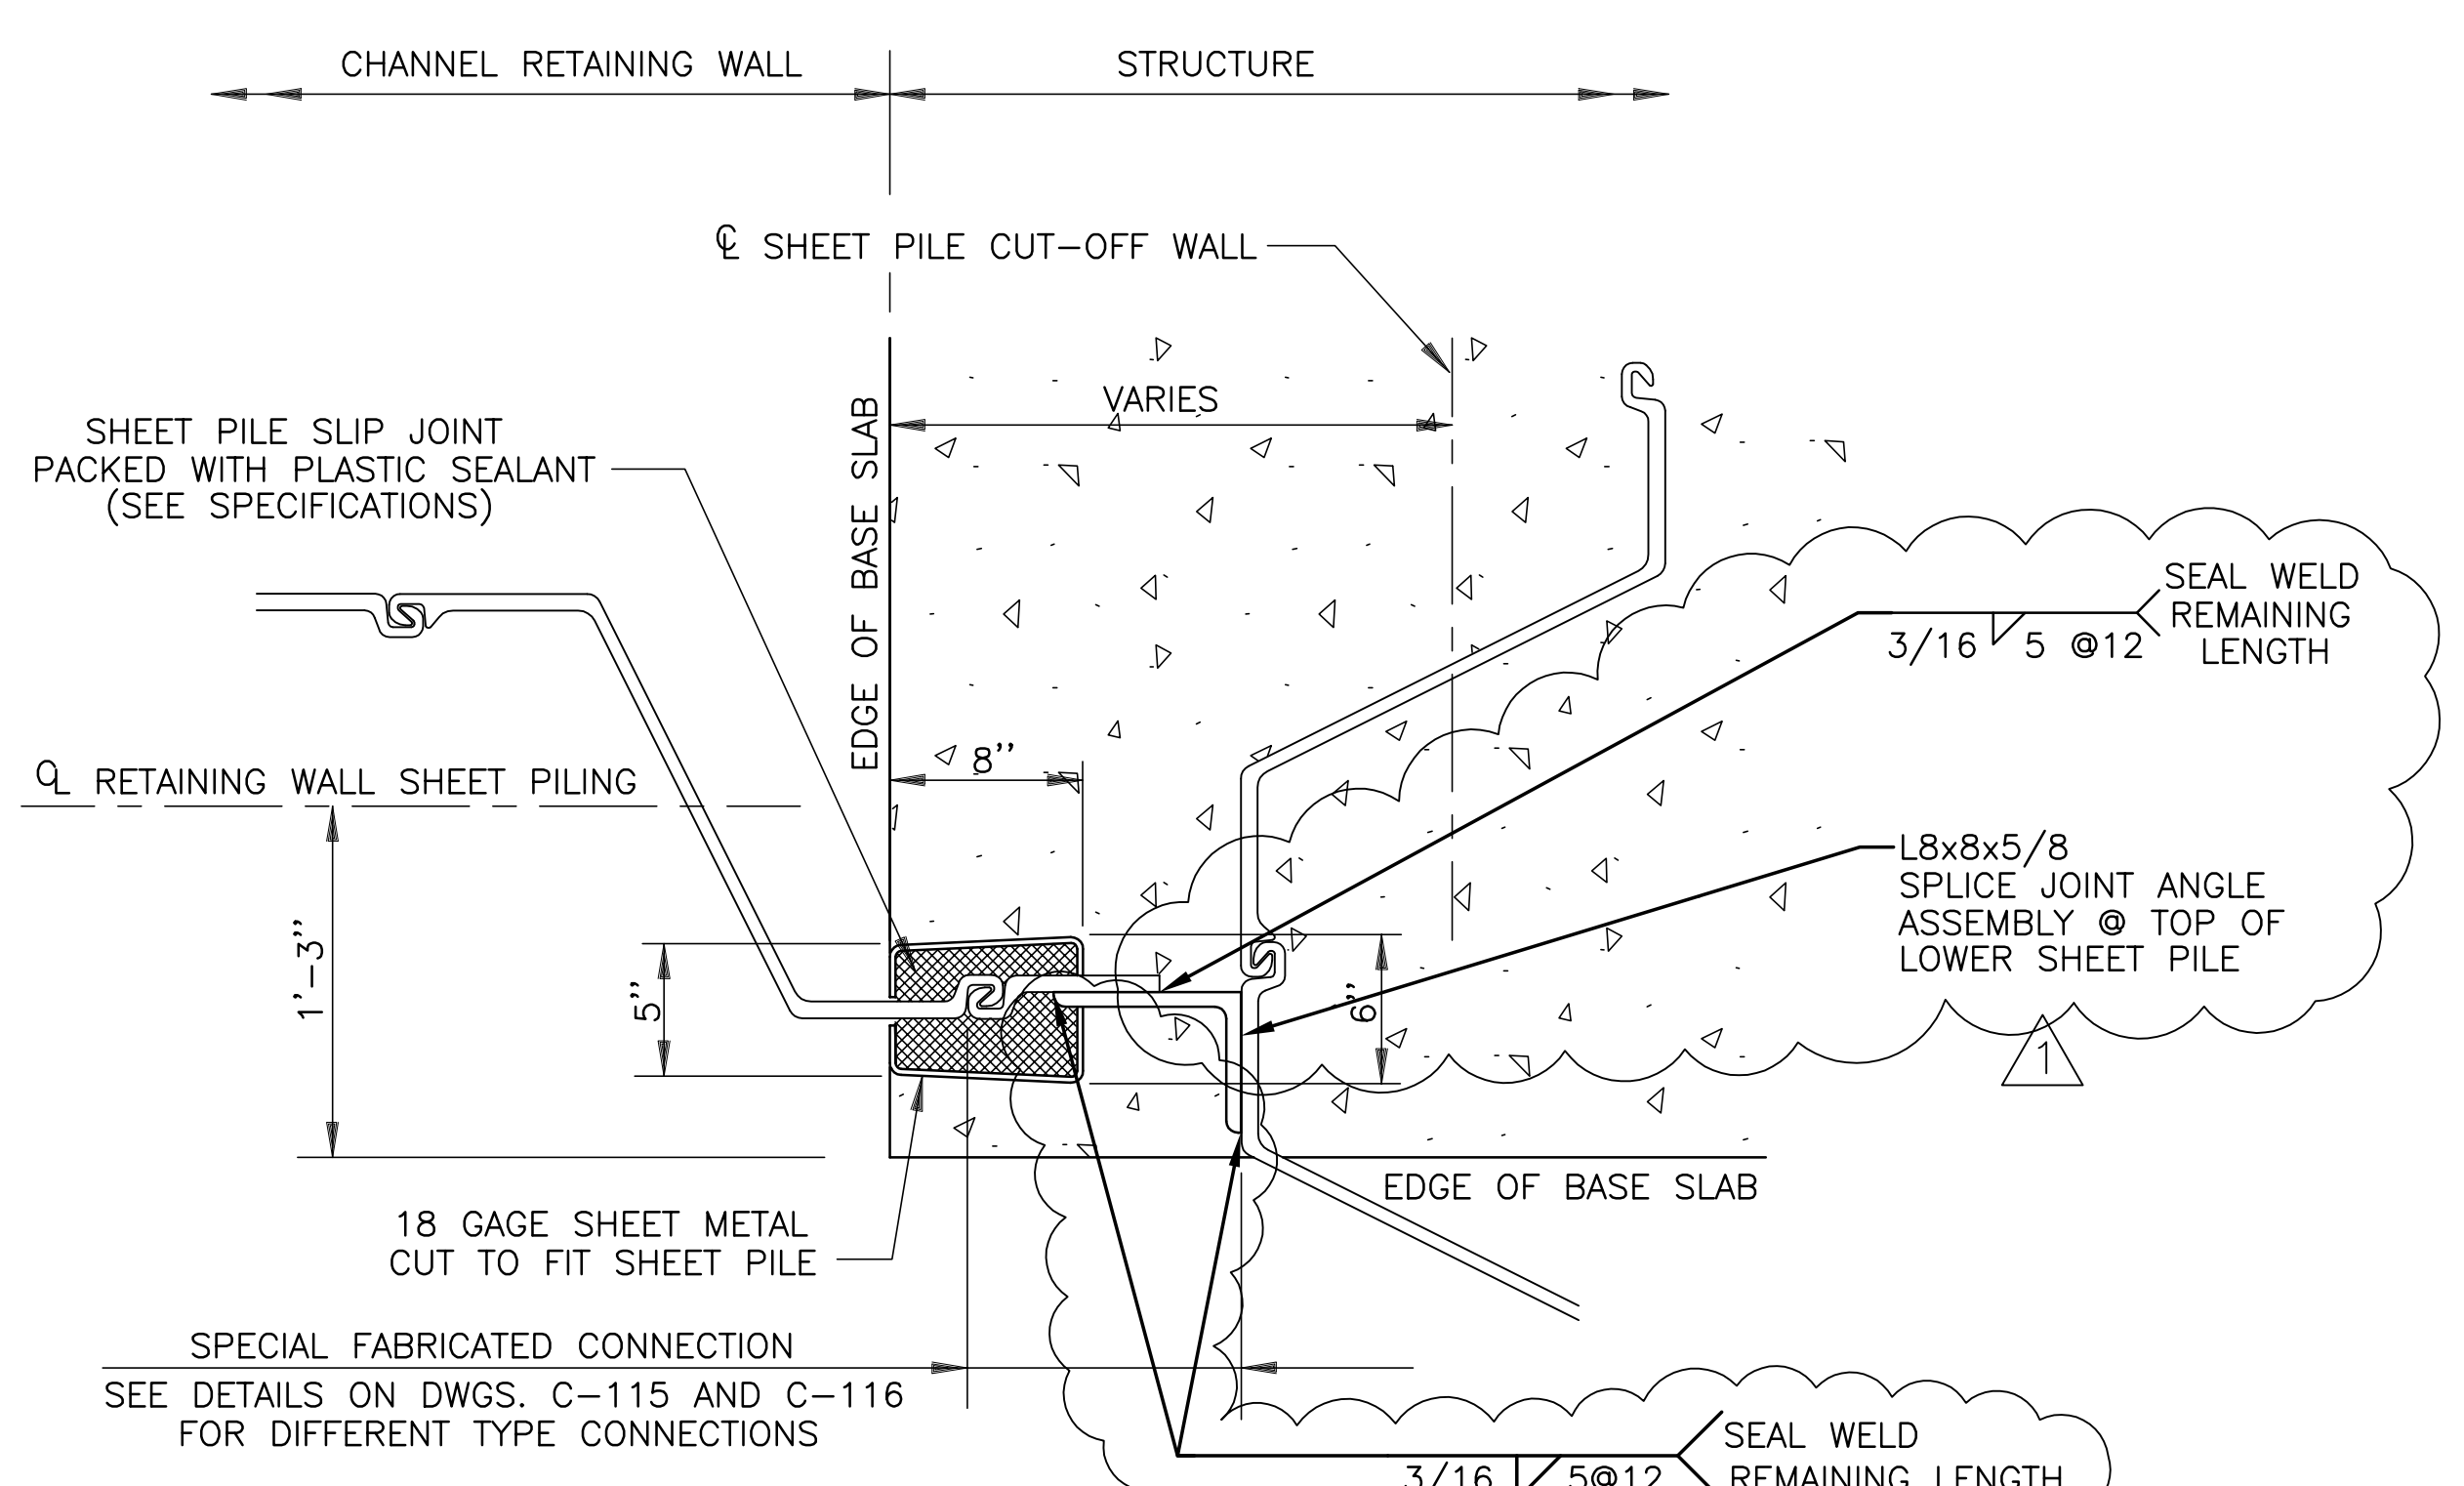 CHANNEL RETAINING WALL
STRUCTURE
℄ SHEET PILE CUT-OFF WALL
VARIES
EDGE OF BASE SLAB
SHEET PILE SLIP JOINT
PACKED WITH PLASTIC SEALANT
(SEE SPECIFICATIONS)
SEAL WELD
REMAINING
LENGTH
3/16 5 @12
8"
℄ RETAINING WALL SHEET PILING
L8x8x5/8
SPLICE JOINT ANGLE
ASSEMBLY @ TOP OF
LOWER SHEET PILE
1'-3"
5"
6"
1
EDGE OF BASE SLAB
18 GAGE SHEET METAL
CUT TO FIT SHEET PILE
SPECIAL FABRICATED CONNECTION
SEE DETAILS ON DWGS. C-115 AND C-116
FOR DIFFERENT TYPE CONNECTIONS
SEAL WELD
REMAINING LENGTH
3/16 5@12